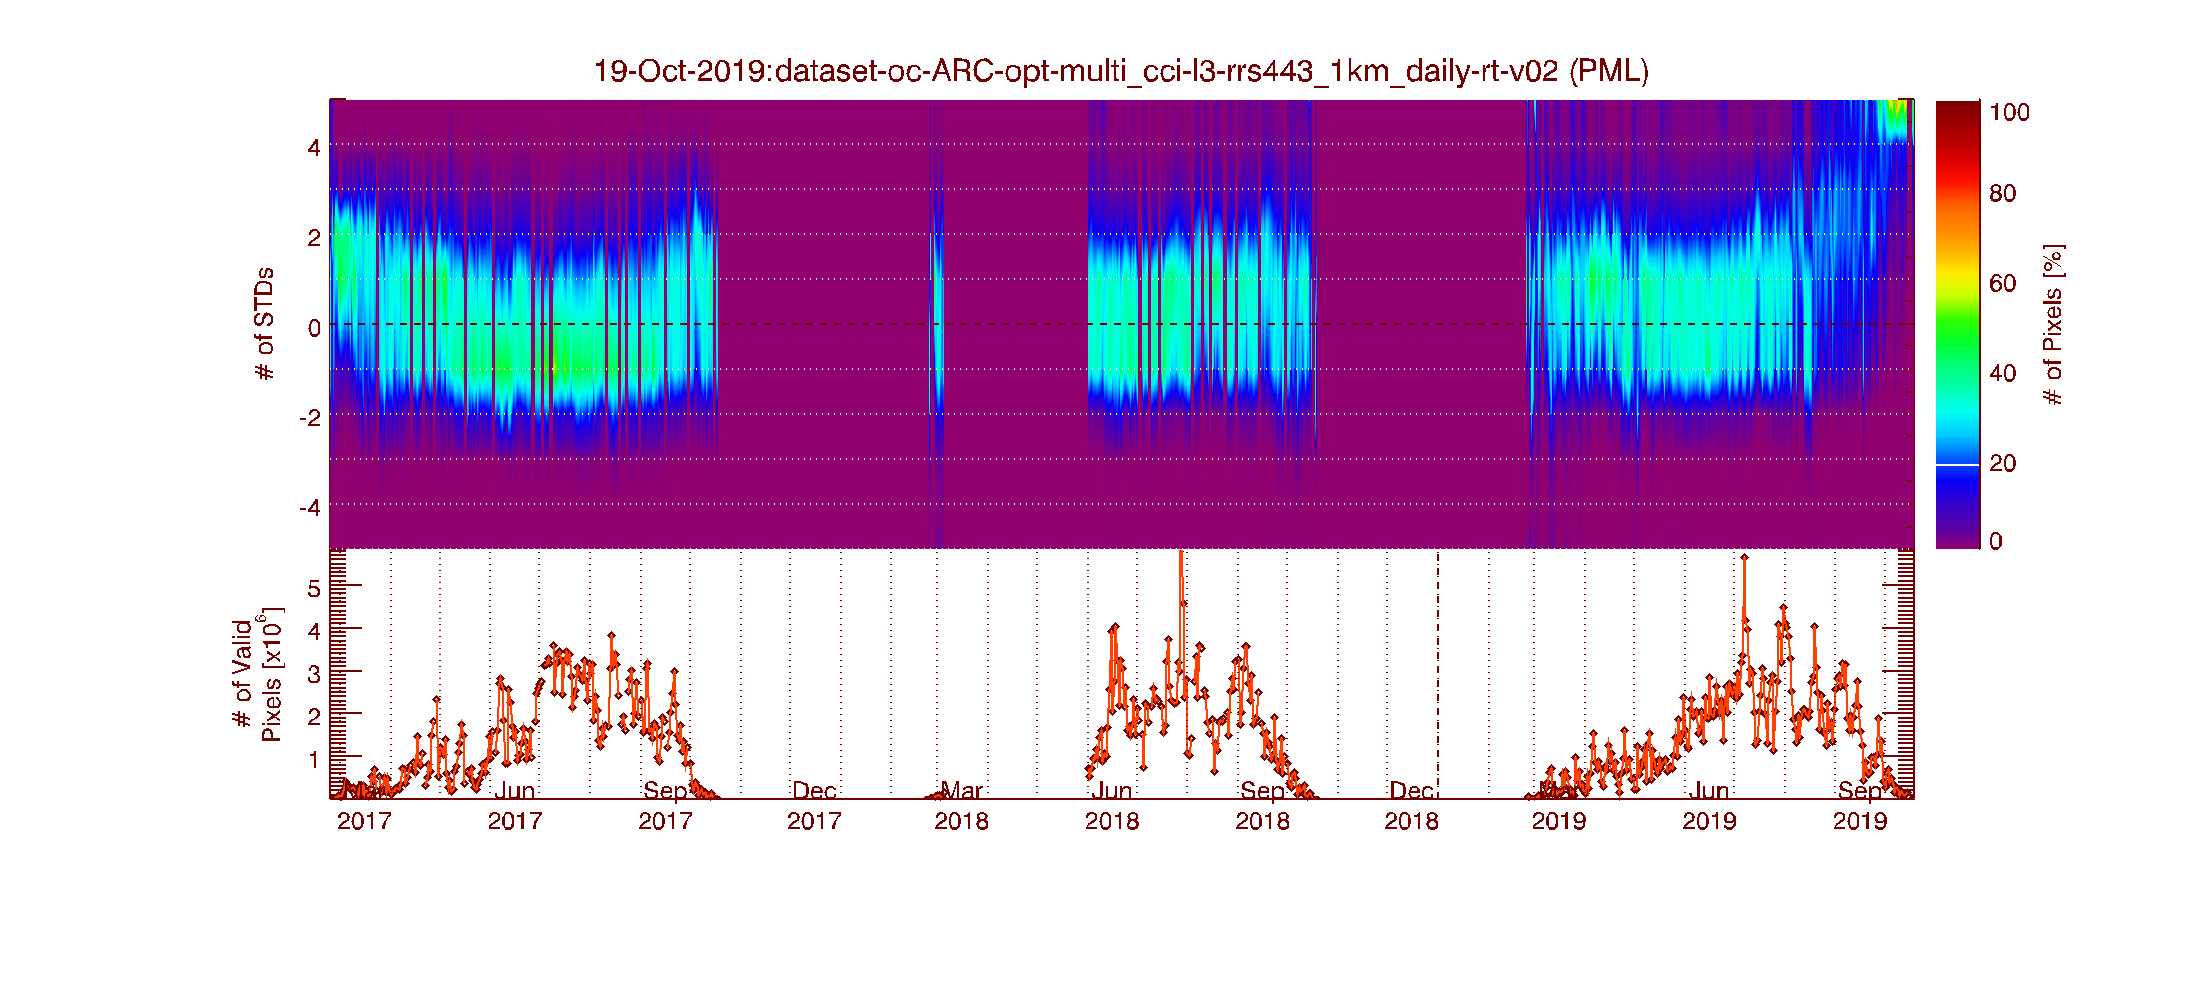 19-Oct-2019:dataset-oc-ARC-opt-multi_cci-l3-rrs443_1km_daily-rt-v02 (PML)
# of STDs
4
2
0
-2
-4
100
80
60
40
20
0
# of Pixels [%]
# of Valid
Pixels [x10⁶]
5
4
3
2
1
Jun Sep Dec Mar Jun Sep Dec Jun Sep
2017 2017 2017 2017 2018 2018 2018 2018 2019 2019 2019